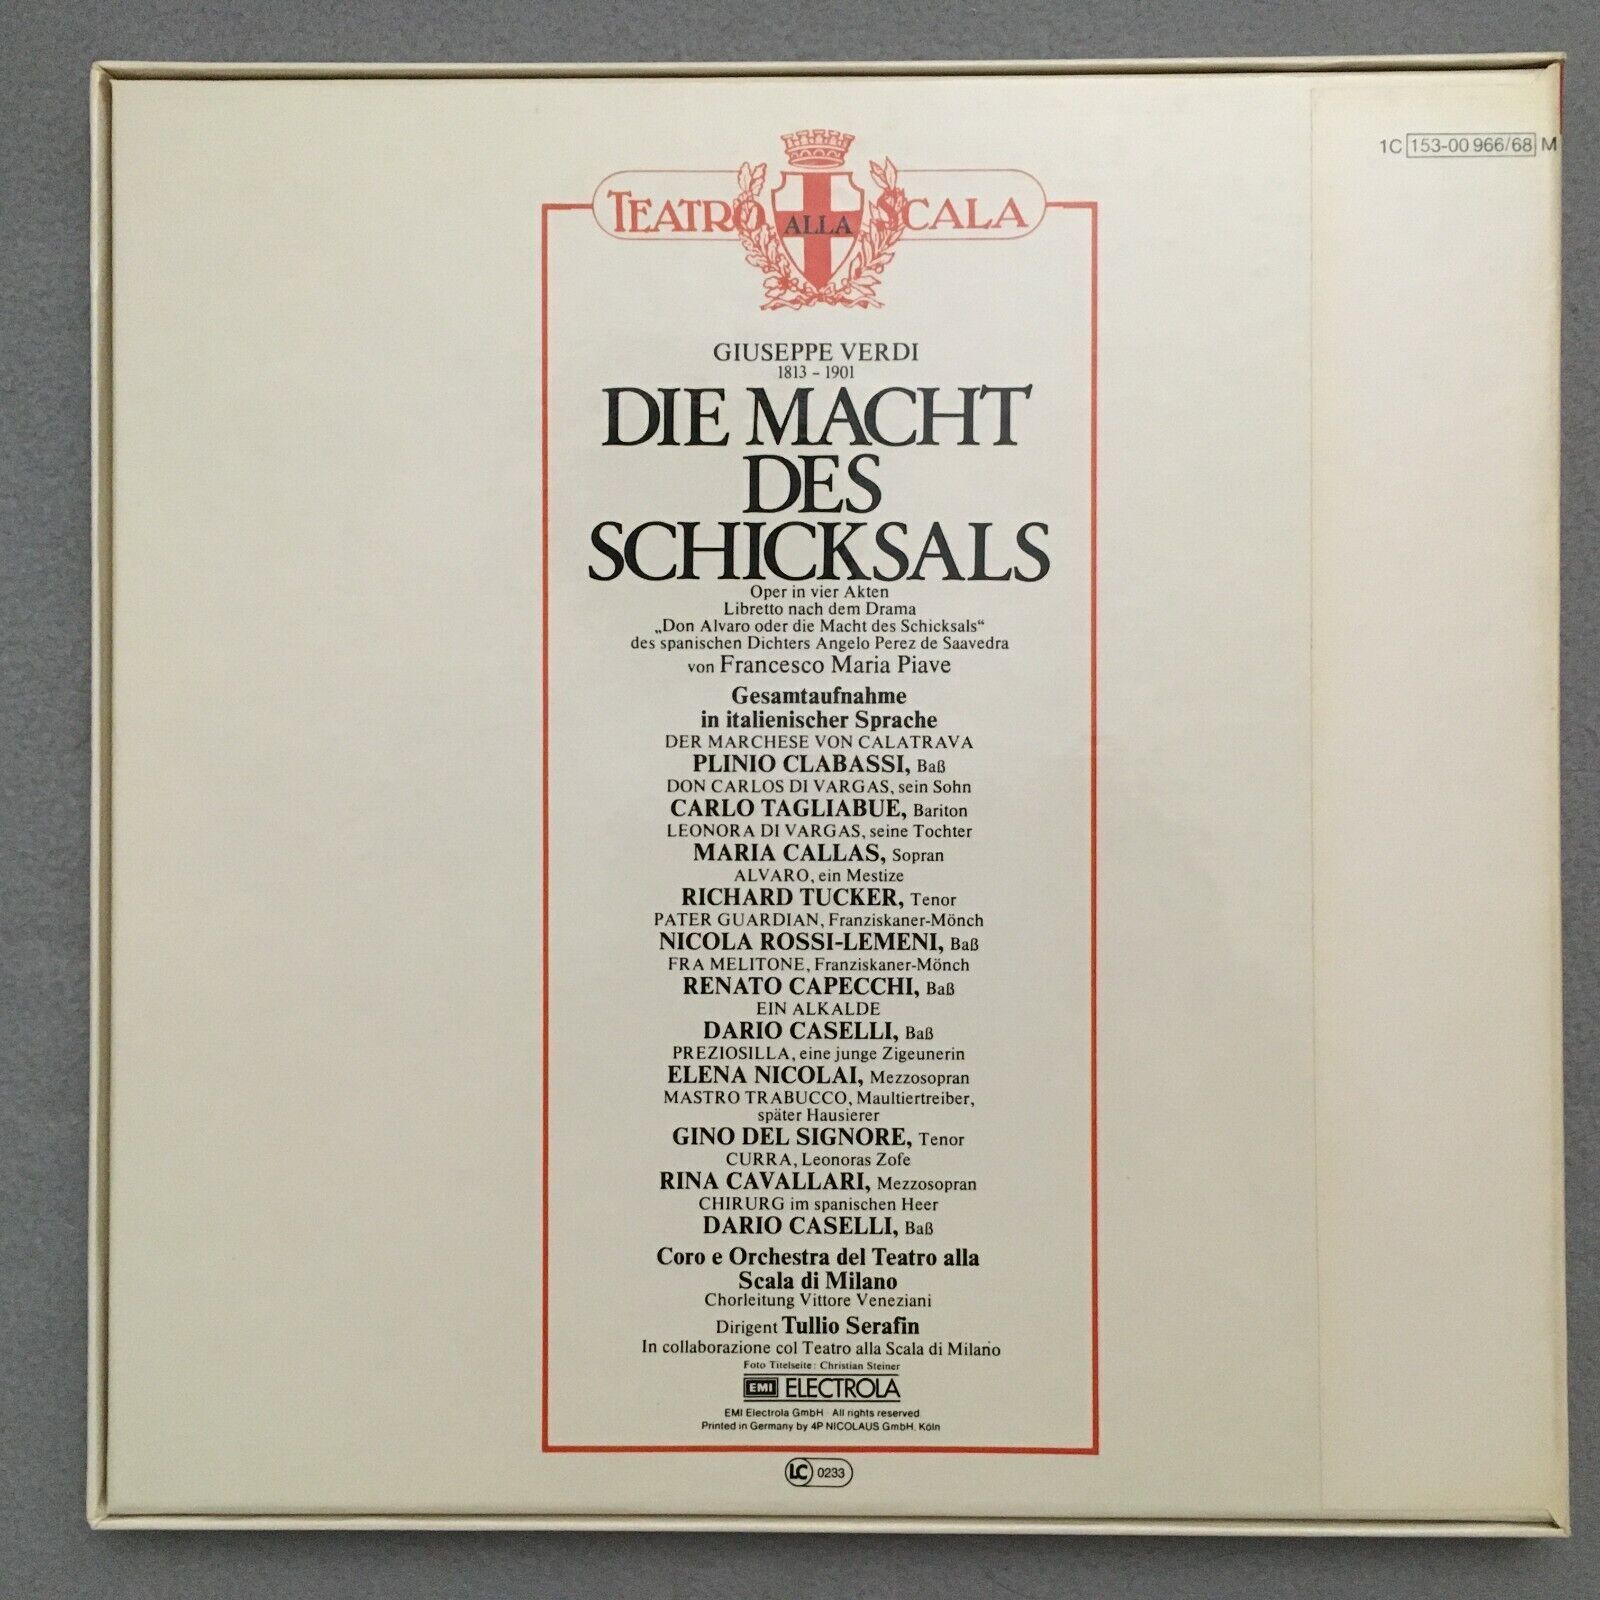 1C 153-00 966/68 M
TEATRO ALLA SCALA
GIUSEPPE VERDI
1813 – 1901
DIE MACHT
DES
SCHICKSALS
Oper in vier Akten
Libretto nach dem Drama
„Don Alvaro oder die Macht des Schicksals“
des spanischen Dichters Angelo Perez de Saavedra
von Francesco Maria Piave
Gesamtaufnahme
in italienischer Sprache
DER MARCHESE VON CALATRAVA
PLINIO CLABASSI, Baß
DON CARLOS DI VARGAS, sein Sohn
CARLO TAGLIABUE, Bariton
LEONORA DI VARGAS, seine Tochter
MARIA CALLAS, Sopran
ALVARO, ein Mestize
RICHARD TUCKER, Tenor
PATER GUARDIAN, Franziskaner-Mönch
NICOLA ROSSI-LEMENI, Baß
FRA MELITONE, Franziskaner-Mönch
RENATO CAPECCHI, Baß
EIN ALKALDE
DARIO CASELLI, Baß
PREZIOSILLA, eine junge Zigeunerin
ELENA NICOLAI, Mezzosopran
MASTRO TRABUCCO, Maultiertreiber,
später Hausierer
GINO DEL SIGNORE, Tenor
CURRA, Leonoras Zofe
RINA CAVALLARI, Mezzosopran
CHIRURG im spanischen Heer
DARIO CASELLI, Baß
Coro e Orchestra del Teatro alla
Scala di Milano
Chorleitung Vittore Veneziani
Dirigent Tullio Serafin
In collaborazione col Teatro alla Scala di Milano
Foto Titelseite: Christian Steiner
EMI ELECTROLA
EMI Electrola GmbH All rights reserved
Printed in Germany by 4P NICOLAUS GmbH, Köln
LC 0233